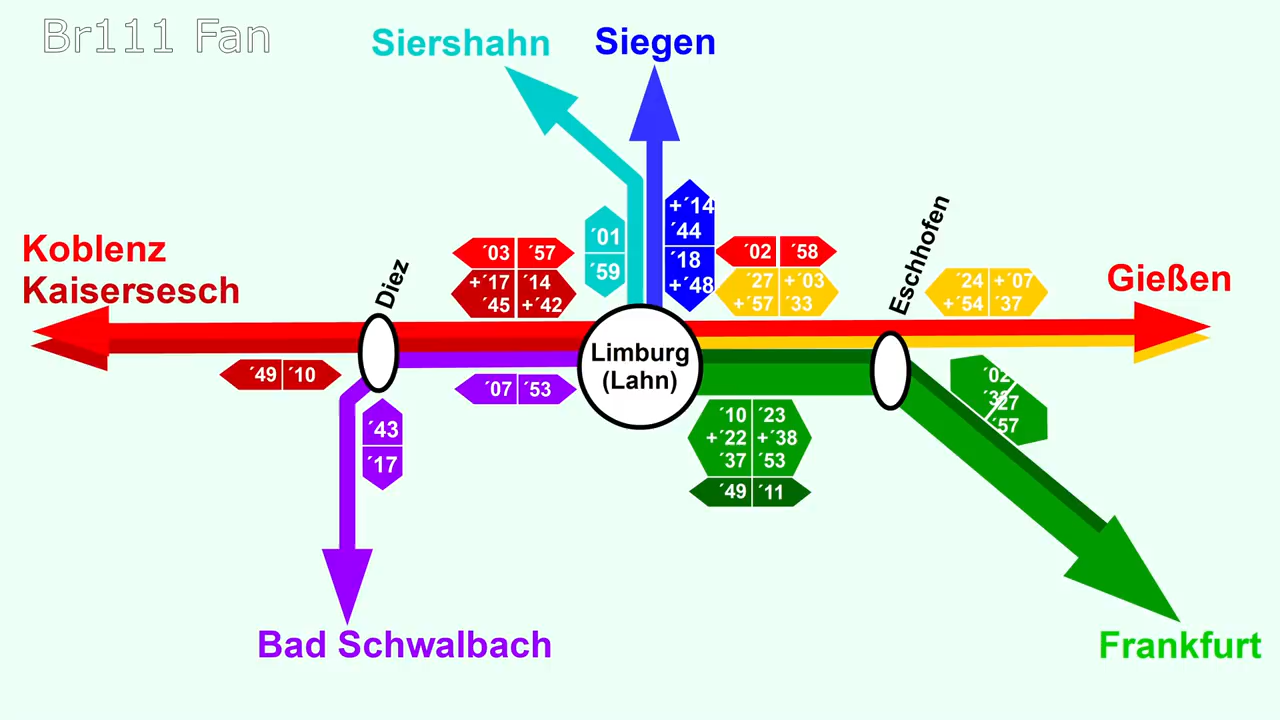 Br111 Fan
Siershahn
Siegen
Koblenz
Kaisersesch
Diez
´03 ´57
+´17 ´14
´45 +´42
´01
´59
+´14
´44
´18
+´48
´02 ´58
´27 +´03
+´57 ´33
Eschhofen
´24 +´07
+´54 ´37
Gießen
Limburg
(Lahn)
´49 ´10
´07 ´53
´43
´17
´10 ´23
+´22 +´38
´37 ´53
´49 ´11
´02
´27
´57
Bad Schwalbach
Frankfurt